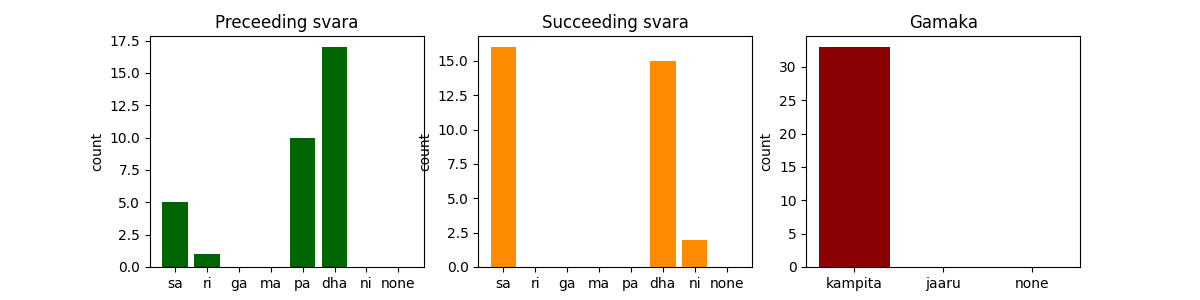 Preceeding svara
count
17.5
15.0
12.5
10.0
7.5
5.0
2.5
0.0
sa ri ga ma pa dha ni none
Succeeding svara
count
15.0
12.5
10.0
7.5
5.0
2.5
0.0
sa ri ga ma pa dha ni none
Gamaka
count
30
25
20
15
10
5
0
kampita jaaru none